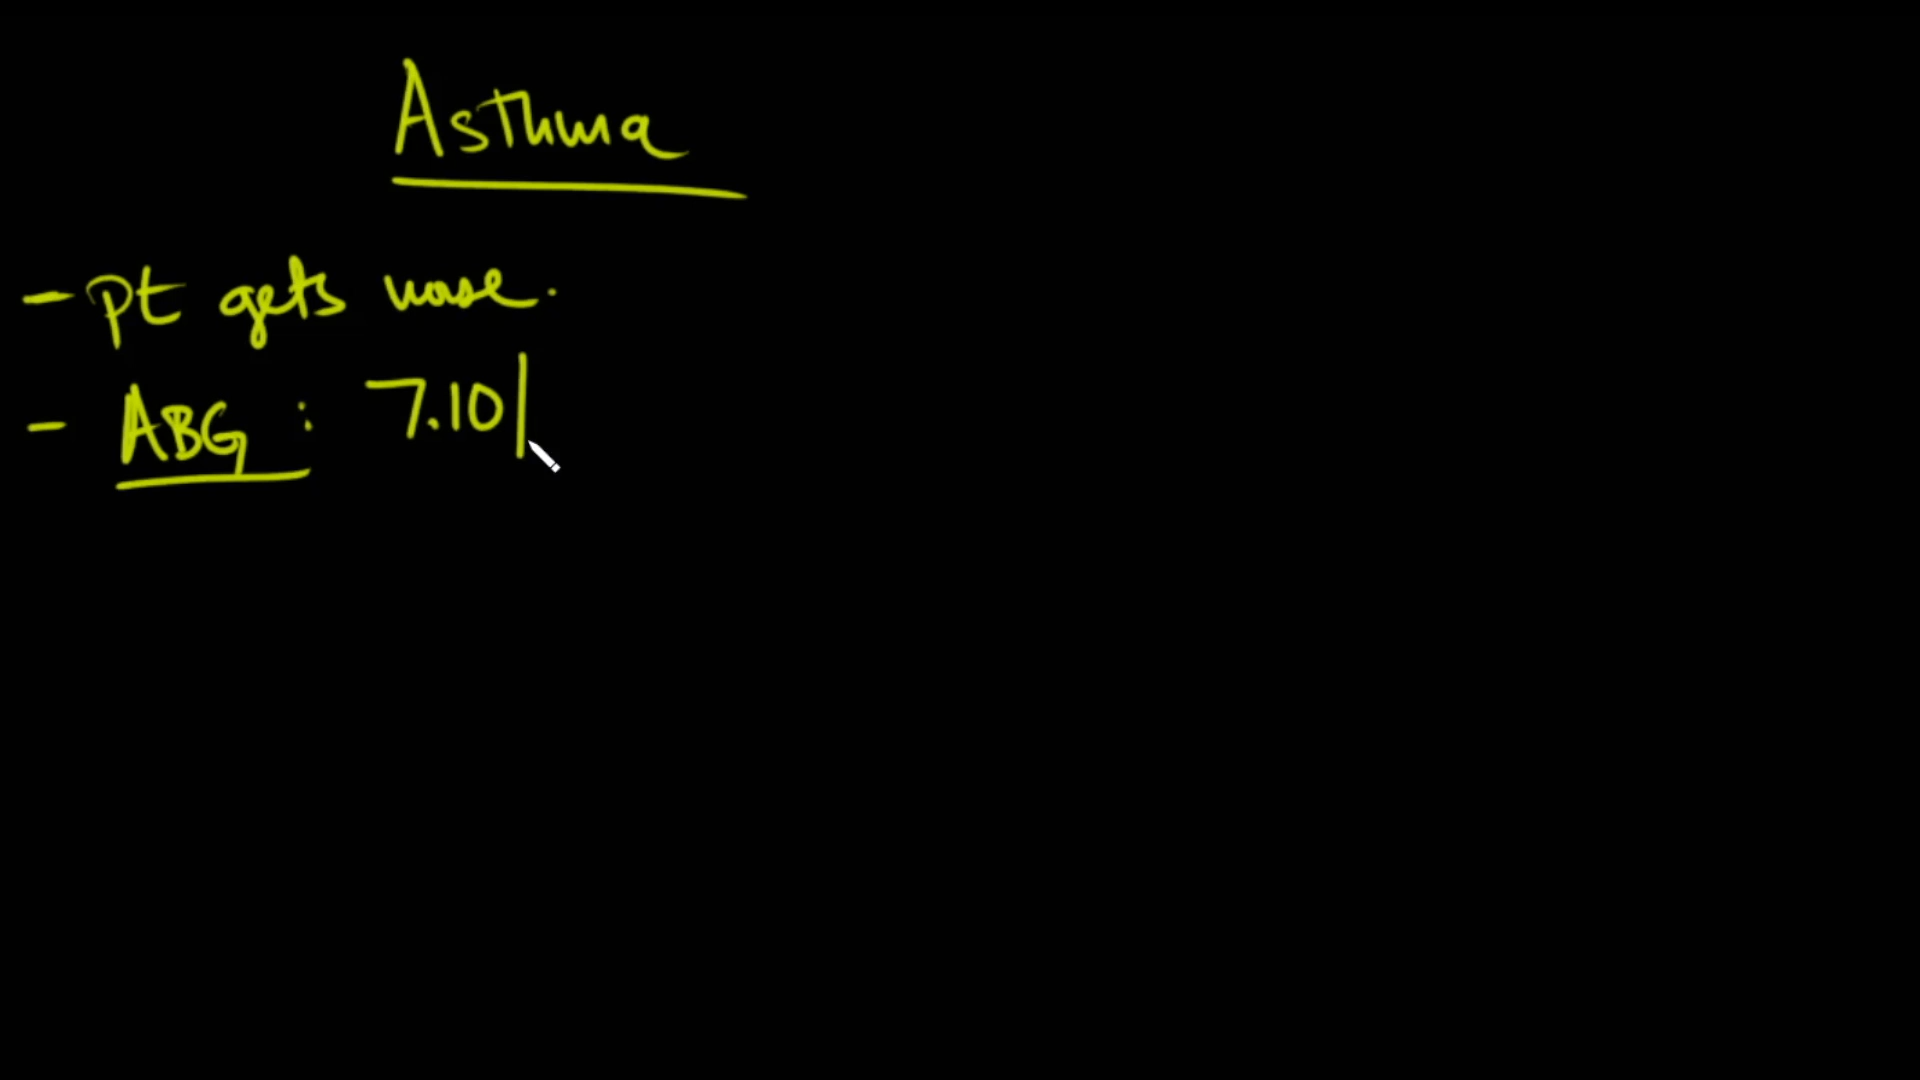 Asthma
- Pt gets worse.
- ABG : 7.10|